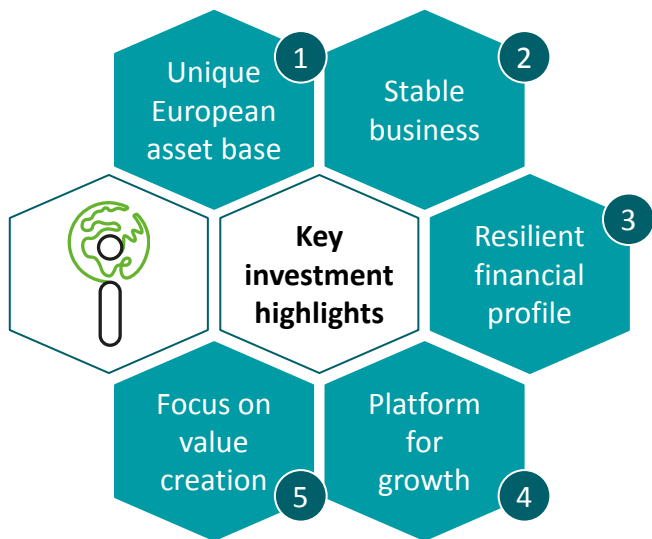 1
Unique
European
asset base
2
Stable
business
3
Resilient
financial
profile
Key
investment
highlights
4
Platform
for
growth
5
Focus on
value
creation